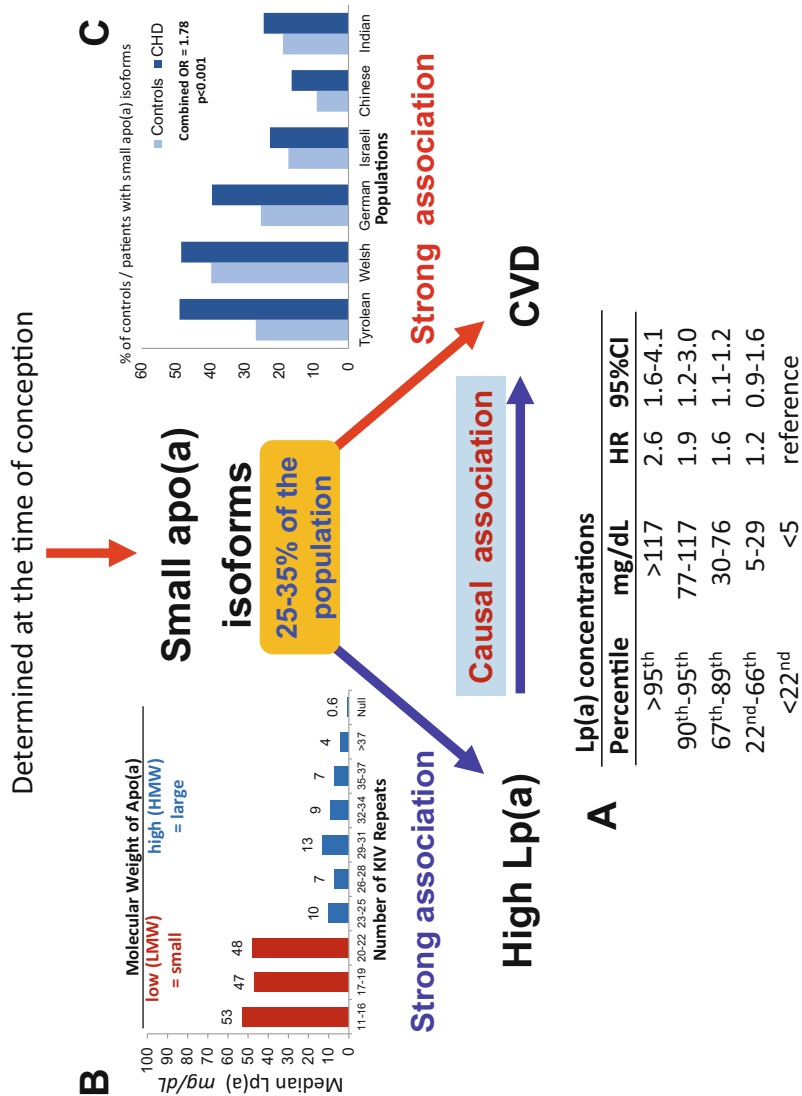 Determined at the time of conception
B
Median Lp(a) mg/dL
100
90
80
70
60
50
40
30
20
10
0
Molecular Weight of Apo(a)
low (LMW)
= small
high (HMW)
= large
53
47
48
10
7
13
9
7
4
0.6
11-16
17-19
20-22
23-25
26-28
29-31
32-34
35-37
>37
Null
Number of KIV Repeats
Small apo(a)
isoforms
25-35% of the
population
C
% of controls / patients with small apo(a) isoforms
60
50
40
30
20
10
0
Controls
CHD
Combined OR = 1.78
p<0.001
Tyrolean
Welsh
German
Israeli
Chinese
Indian
Populations
Strong association
Strong association
High Lp(a)
Causal association
CVD
A
Lp(a) concentrations
Percentile mg/dL HR 95%CI
>95th >117 2.6 1.6-4.1
90th-95th 77-117 1.9 1.2-3.0
67th-89th 30-76 1.6 1.1-1.2
22nd-66th 5-29 1.2 0.9-1.6
<22nd <5 reference